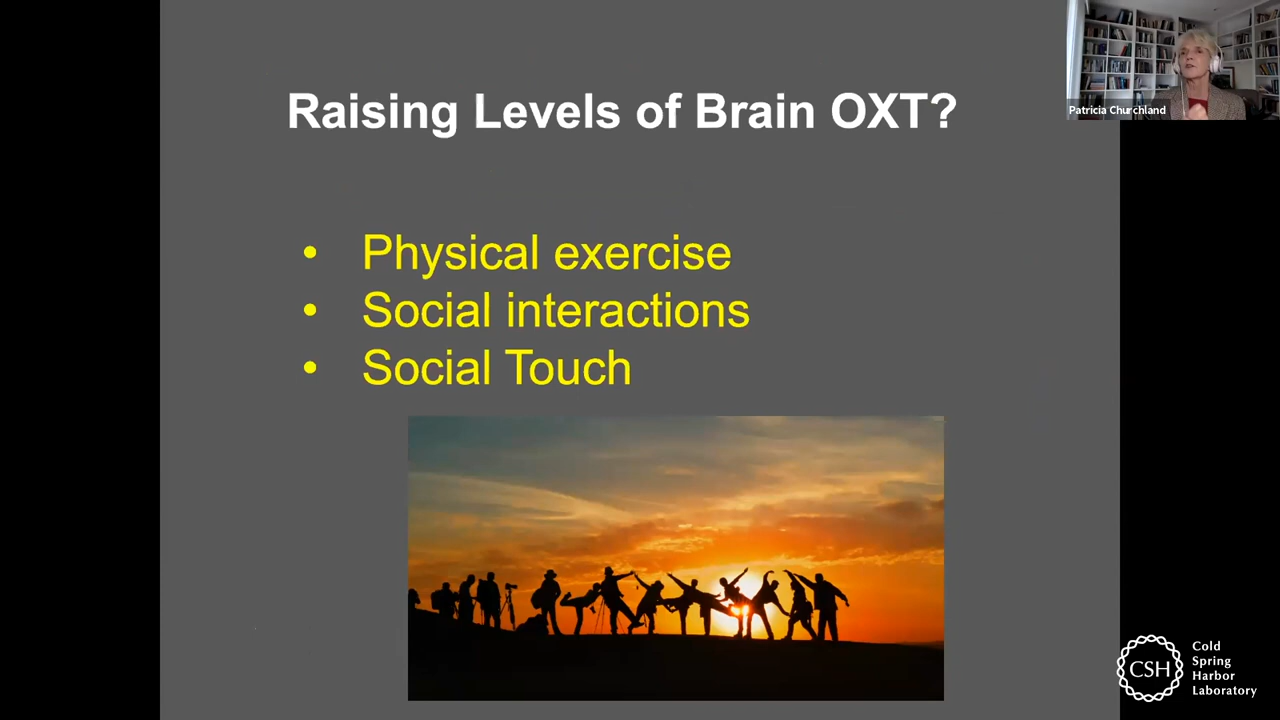 Raising Levels of Brain OXT?
Patricia Churchland
• Physical exercise
• Social interactions
• Social Touch
CSH
Cold
Spring
Harbor
Laboratory